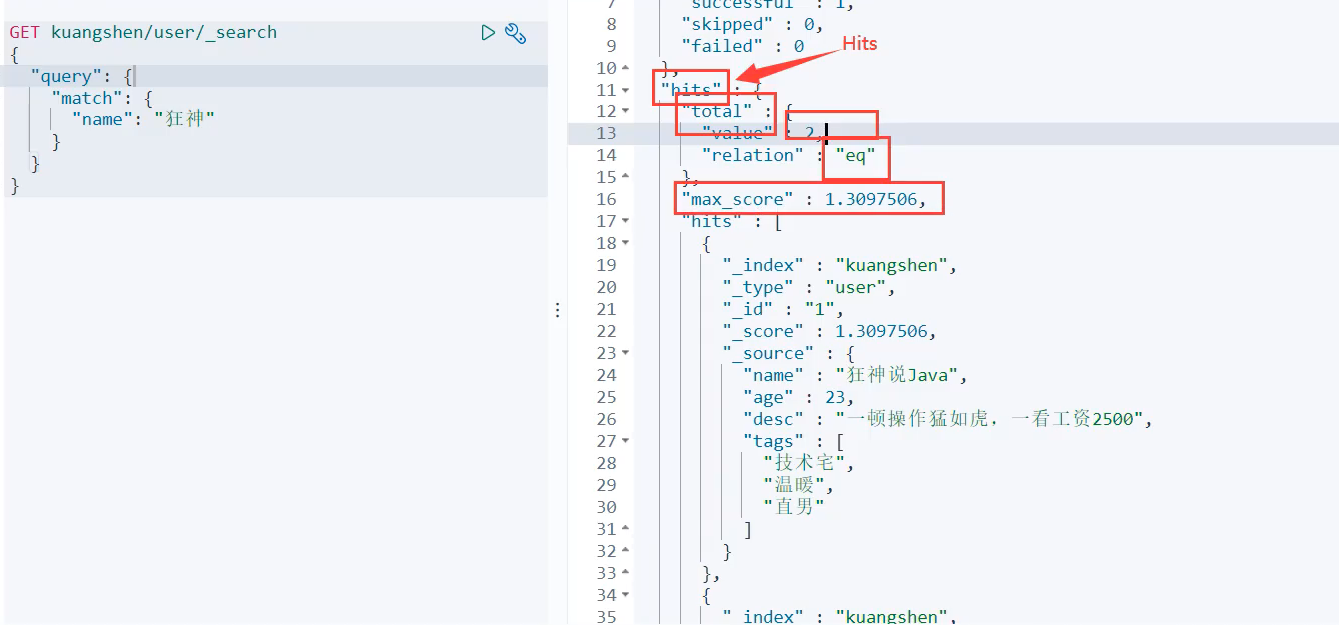 GET kuangshen/user/_search
{
"query": {
"match": {
"name": "狂神"
}
}
}
7 "successful" : 1,
8 "skipped" : 0,
9 "failed" : 0
Hits
10 },
11 "hits" : {
12 "total" : {
13 "value" : 2,
14 "relation" : "eq"
15 },
16 "max_score" : 1.3097506,
17 "hits" : [
18 {
19 "_index" : "kuangshen",
20 "_type" : "user",
21 "_id" : "1",
22 "_score" : 1.3097506,
23 "_source" : {
24 "name" : "狂神说Java",
25 "age" : 23,
26 "desc" : "一顿操作猛如虎，一看工资2500",
27 "tags" : [
28 "技术宅",
29 "温暖",
30 "直男"
31 ]
32 }
33 },
34 {
35 "_index" : "kuangshen",